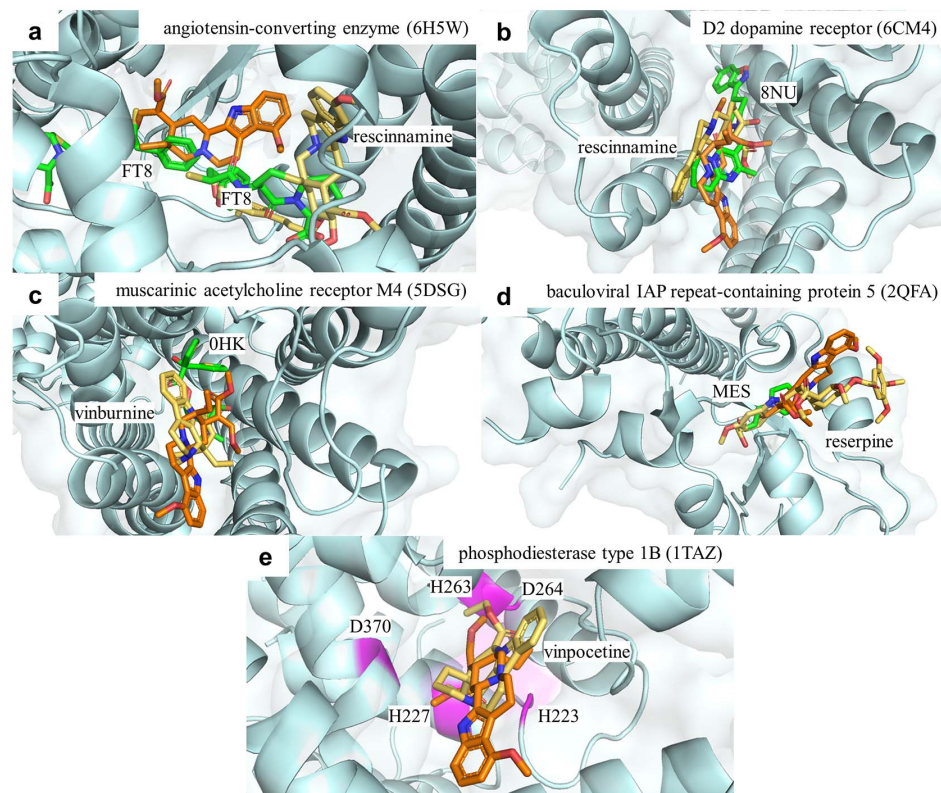 a
angiotensin-converting enzyme (6H5W)
rescinnamine
FT8
FT8
b
D2 dopamine receptor (6CM4)
8NU
rescinnamine
c
muscarinic acetylcholine receptor M4 (5DSG)
0HK
vinburnine
d
baculoviral IAP repeat-containing protein 5 (2QFA)
MES
reserpine
e
phosphodiesterase type 1B (1TAZ)
H263
D264
D370
vinpocetine
H227
H223